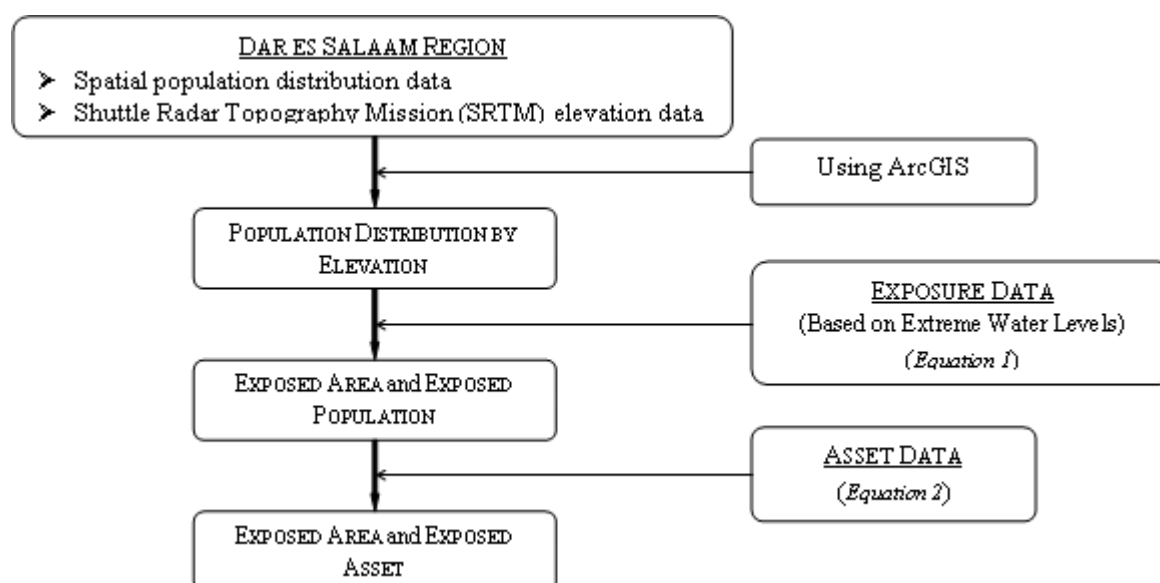 DAR ES SALAAM REGION
➤ Spatial population distribution data
➤ Shuttle Radar Topography Mission (SRTM) elevation data
Using ArcGIS
POPULATION DISTRIBUTION BY
ELEVATION
EXPOSURE DATA
(Based on Extreme Water Levels)
(Equation 1)
EXPOSED AREA and EXPOSED
POPULATION
ASSET DATA
(Equation 2)
EXPOSED AREA and EXPOSED
ASSET